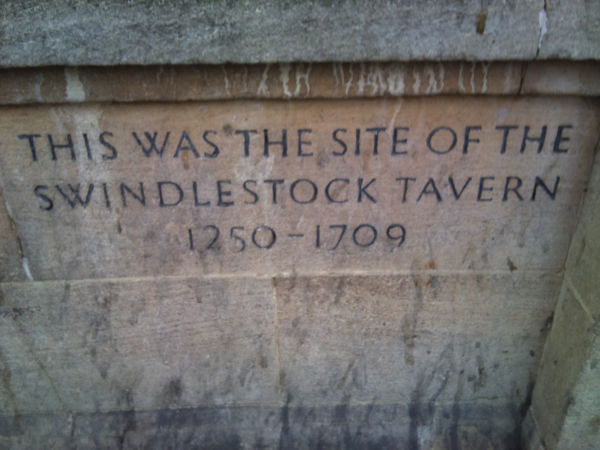 THIS WAS THE SITE OF THE
SWINDLESTOCK TAVERN
1250-1709